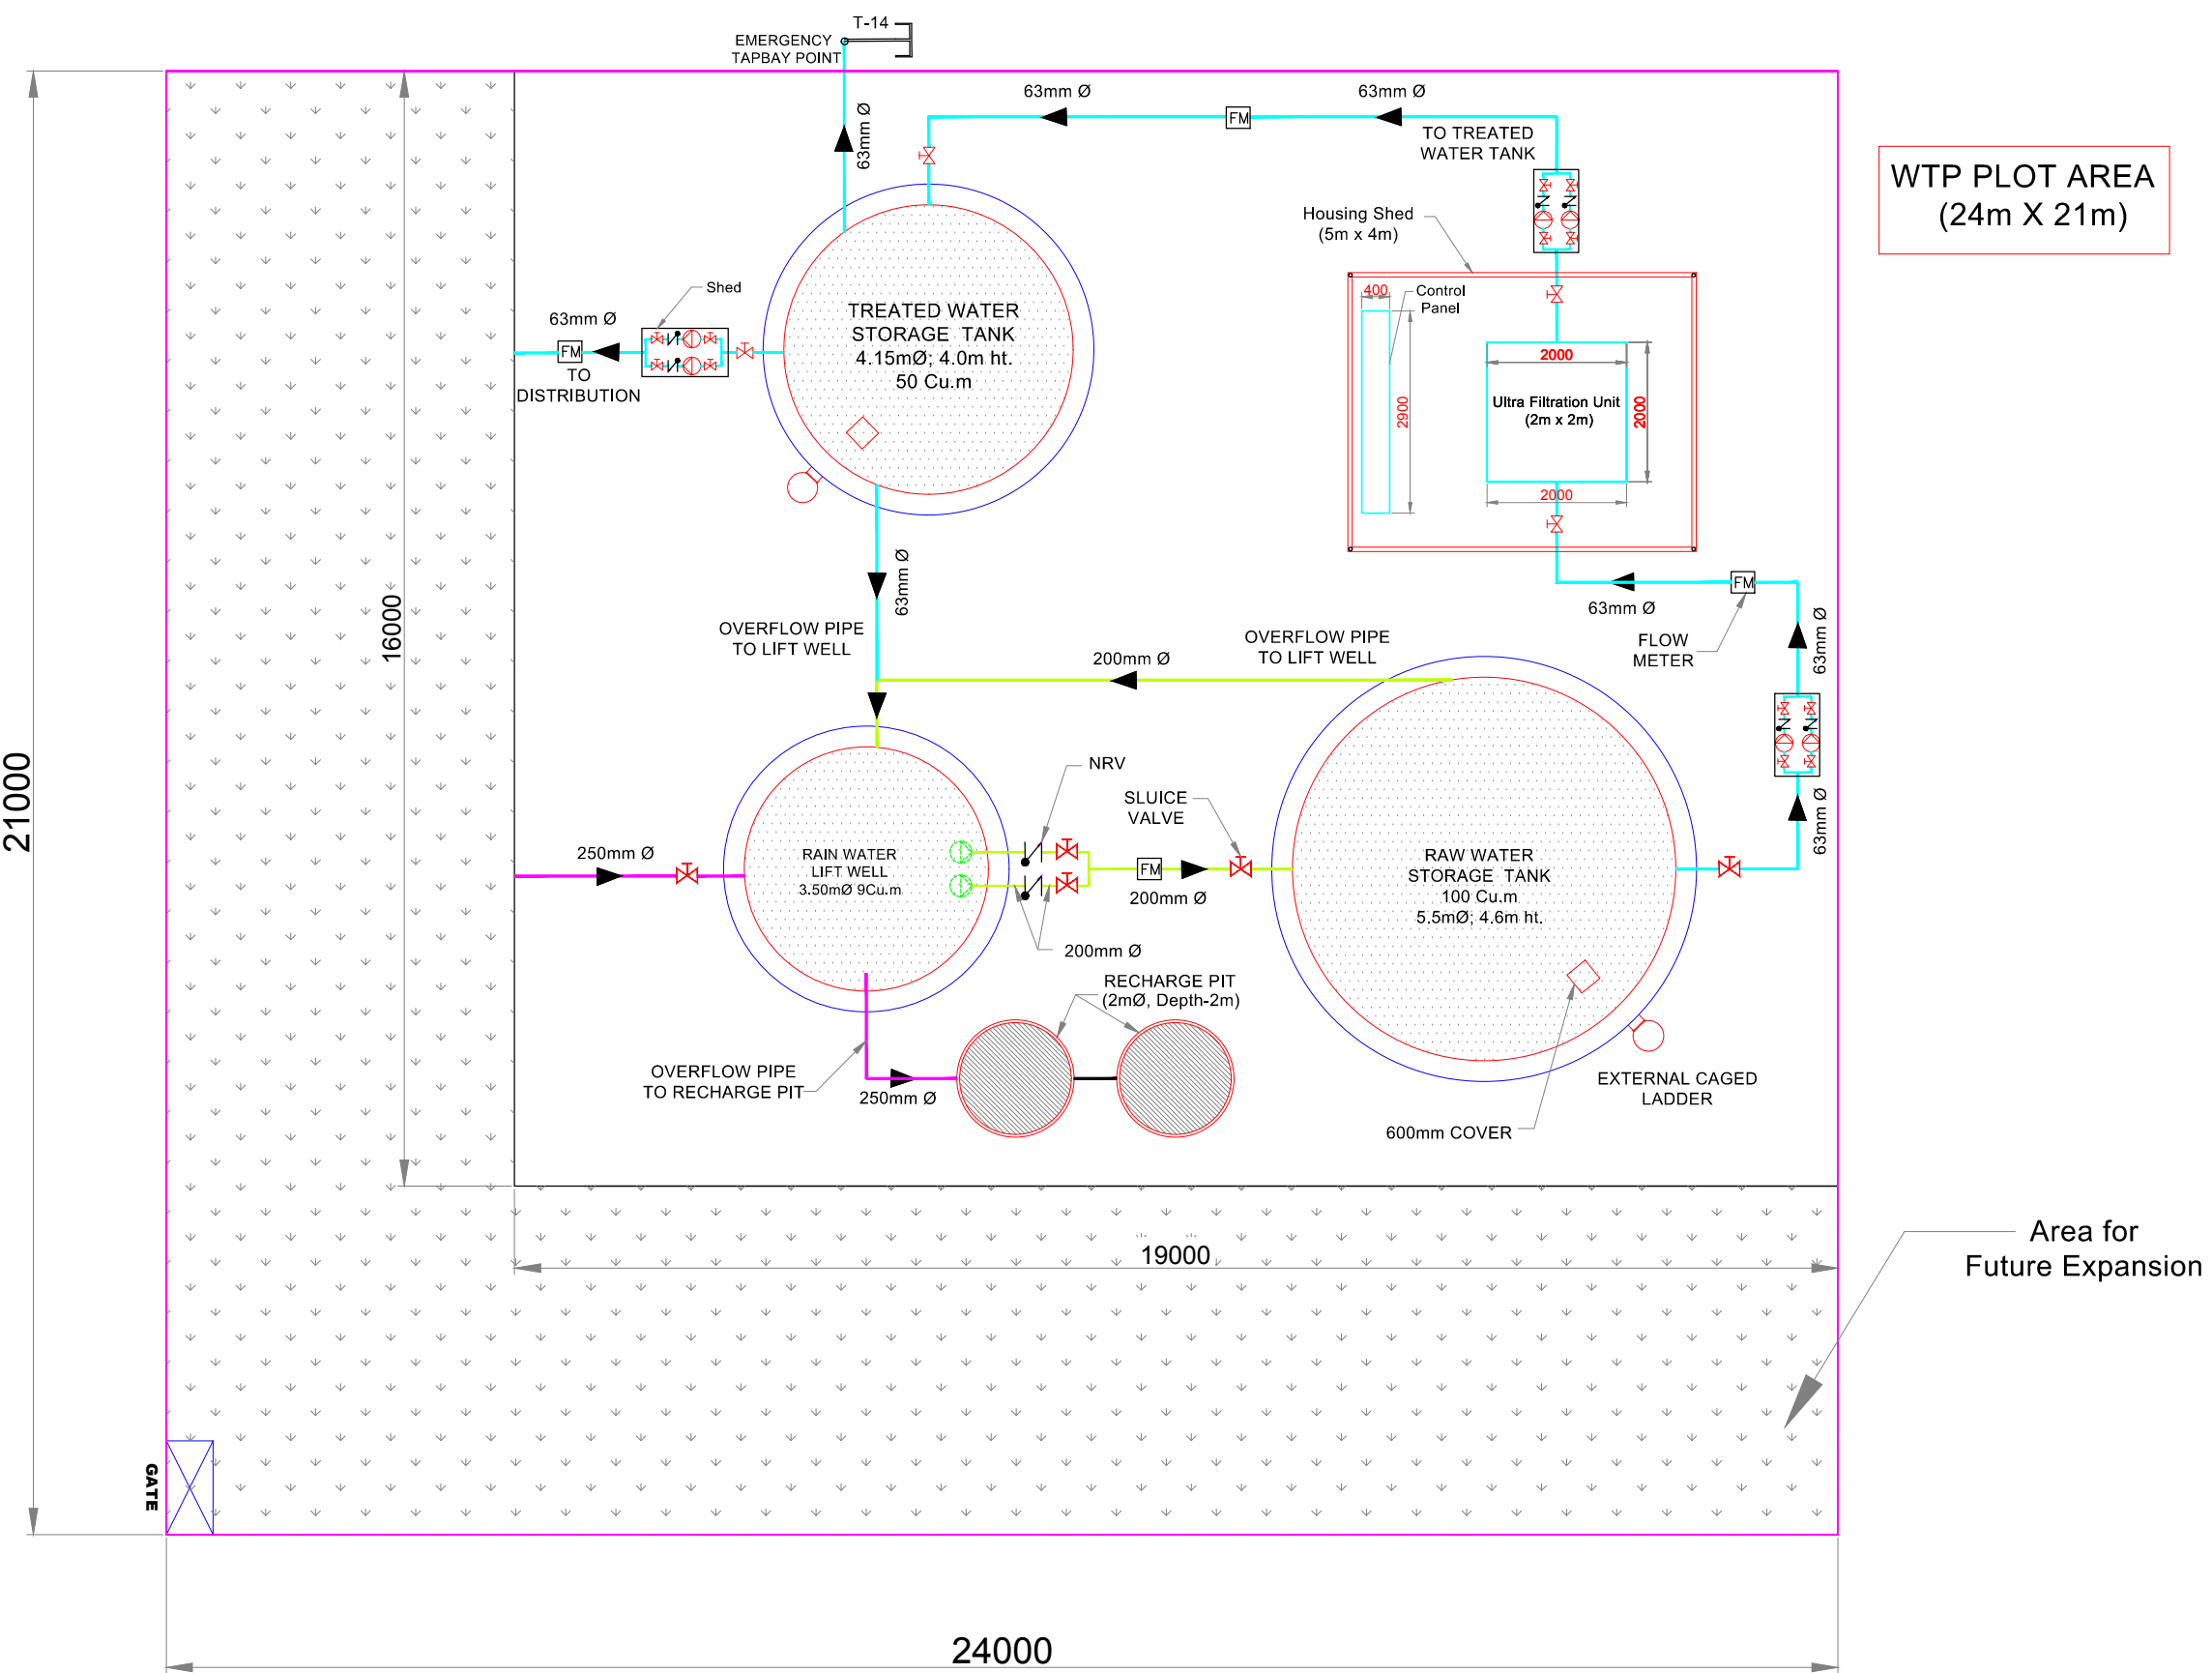 T-14
EMERGENCY
TAPBAY POINT
63mm Ø
63mm Ø
FM
63mm Ø
TO TREATED
WATER TANK
WTP PLOT AREA
(24m X 21m)
Housing Shed
(5m x 4m)
Shed
63mm Ø
FM
TO
DISTRIBUTION
TREATED WATER
STORAGE TANK
4.15mØ; 4.0m ht.
50 Cu.m
400
Control
Panel
2900
2000
2000
Ultra Filtration Unit
(2m x 2m)
2000
63mm Ø
OVERFLOW PIPE
TO LIFT WELL
16000
21000
200mm Ø
OVERFLOW PIPE
TO LIFT WELL
FM
63mm Ø
FLOW
METER
63mm Ø
63mm Ø
NRV
SLUICE
VALVE
250mm Ø
RAIN WATER
LIFT WELL
3.50mØ 9Cu.m
FM
200mm Ø
200mm Ø
RAW WATER
STORAGE TANK
100 Cu.m
5.5mØ; 4.6m ht.
RECHARGE PIT
(2mØ, Depth-2m)
OVERFLOW PIPE
TO RECHARGE PIT
250mm Ø
EXTERNAL CAGED
LADDER
600mm COVER
19000
Area for
Future Expansion
GATE
24000